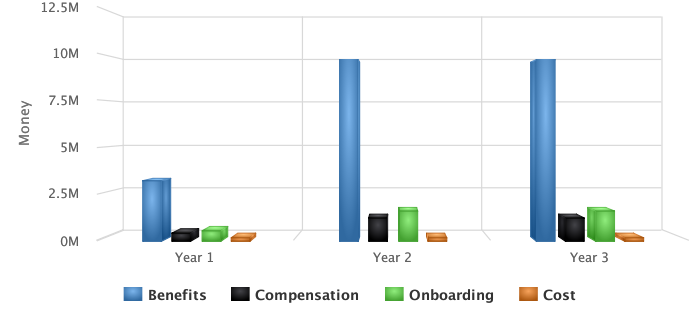 12.5M
10M
7.5M
5M
2.5M
0M
Money
Year 1 Year 2 Year 3
Benefits Compensation Onboarding Cost